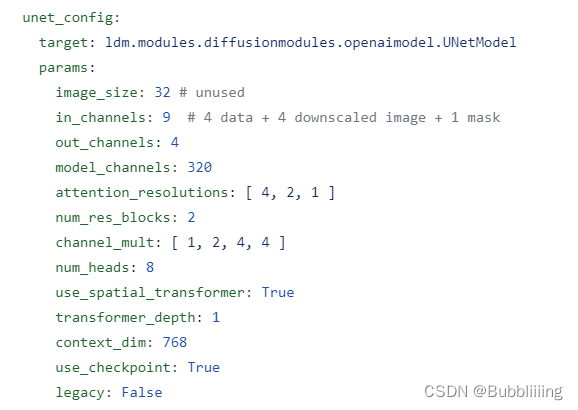 unet_config:
target: ldm.modules.diffusionmodules.openaimodel.UNetModel
params:
image_size: 32 # unused
in_channels: 9 # 4 data + 4 downscaled image + 1 mask
out_channels: 4
model_channels: 320
attention_resolutions: [ 4, 2, 1 ]
num_res_blocks: 2
channel_mult: [ 1, 2, 4, 4 ]
num_heads: 8
use_spatial_transformer: True
transformer_depth: 1
context_dim: 768
use_checkpoint: True
legacy: False
CSDN @Bubbliiiing